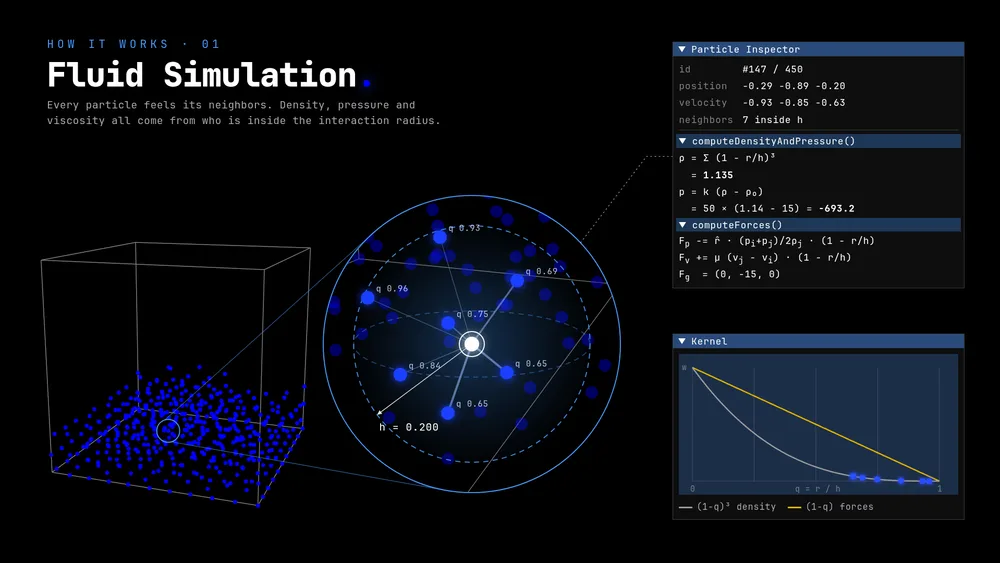 HOW IT WORKS · 01
Fluid Simulation.
Every particle feels its neighbors. Density, pressure and
viscosity all come from who is inside the interaction radius.
q 0.93
q 0.69
q 0.96
q 0.75
q 0.84
q 0.65
q 0.65
h = 0.200
▼ Particle Inspector
id #147 / 450
position -0.29 -0.89 -0.20
velocity -0.93 -0.85 -0.63
neighbors 7 inside h
▼ computeDensityAndPressure()
ρ = Σ (1 - r/h)³
= 1.135
p = k (ρ - ρ₀)
= 50 × (1.14 - 15) = -693.2
▼ computeForces()
Fₚ -= r̂ · (pᵢ+pⱼ)/2ρⱼ · (1 - r/h)
Fᵥ += μ (vⱼ - vᵢ) · (1 - r/h)
F_g = (0, -15, 0)
▼ Kernel
W
0
q = r / h
1
(1-q)³ density
(1-q) forces